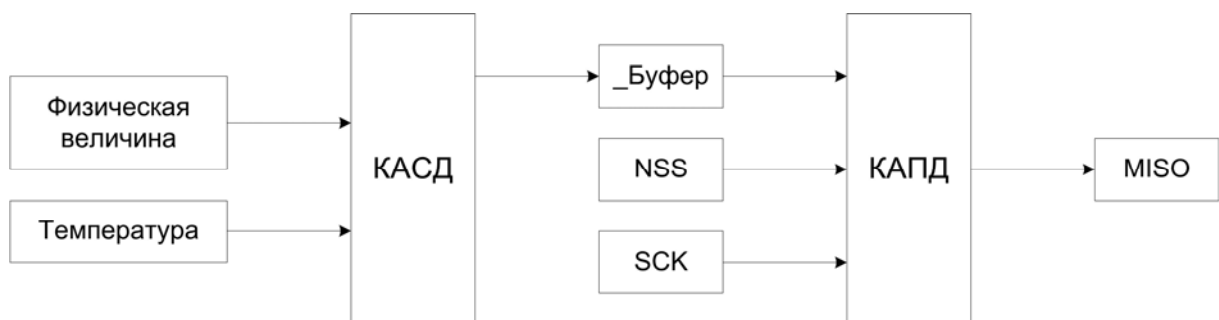 Физическая
величина
Температура
КАСД
_Буфер
NSS
SCK
КАПД
MISO